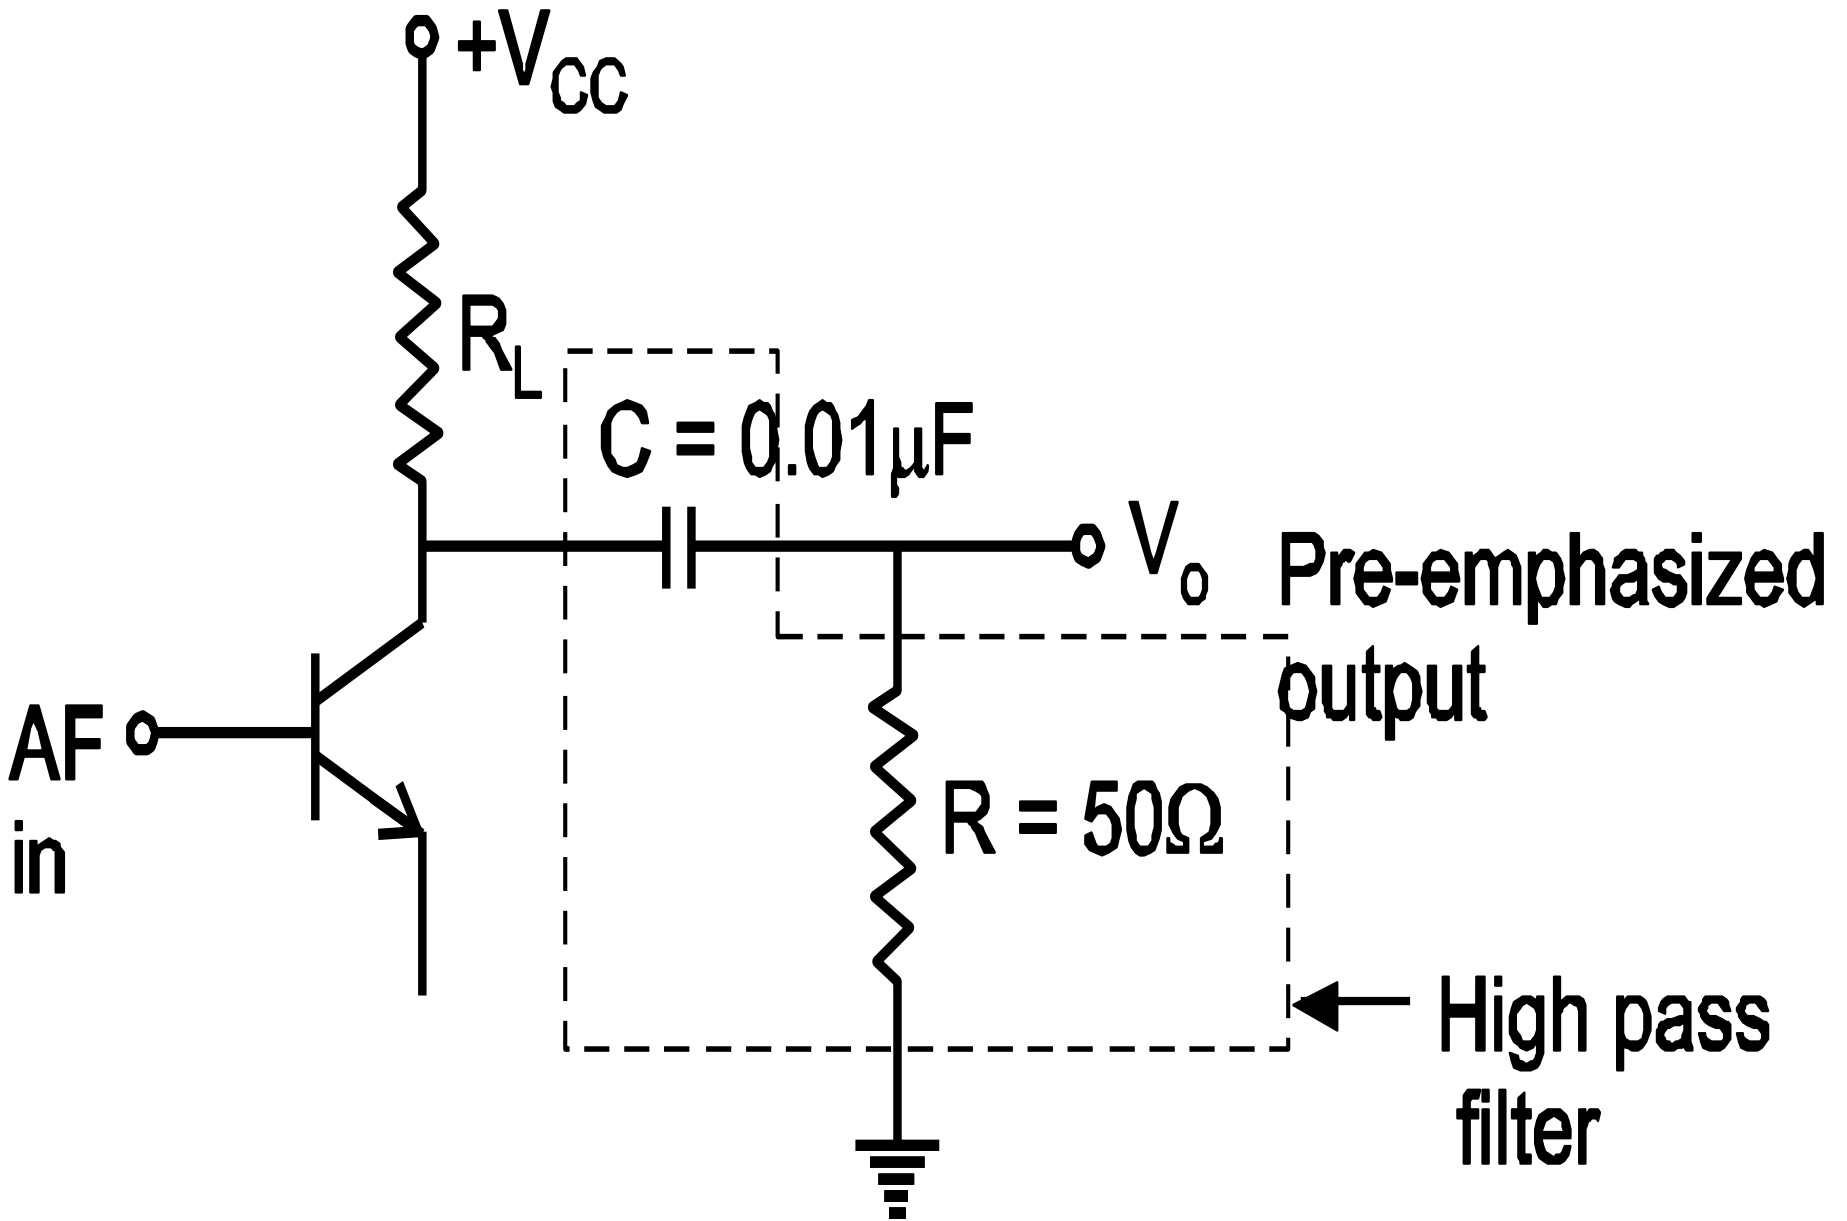 +VCC
RL
C = 0.01μF
Vo
Pre-emphasized
output
AF
in
R = 50Ω
High pass
filter